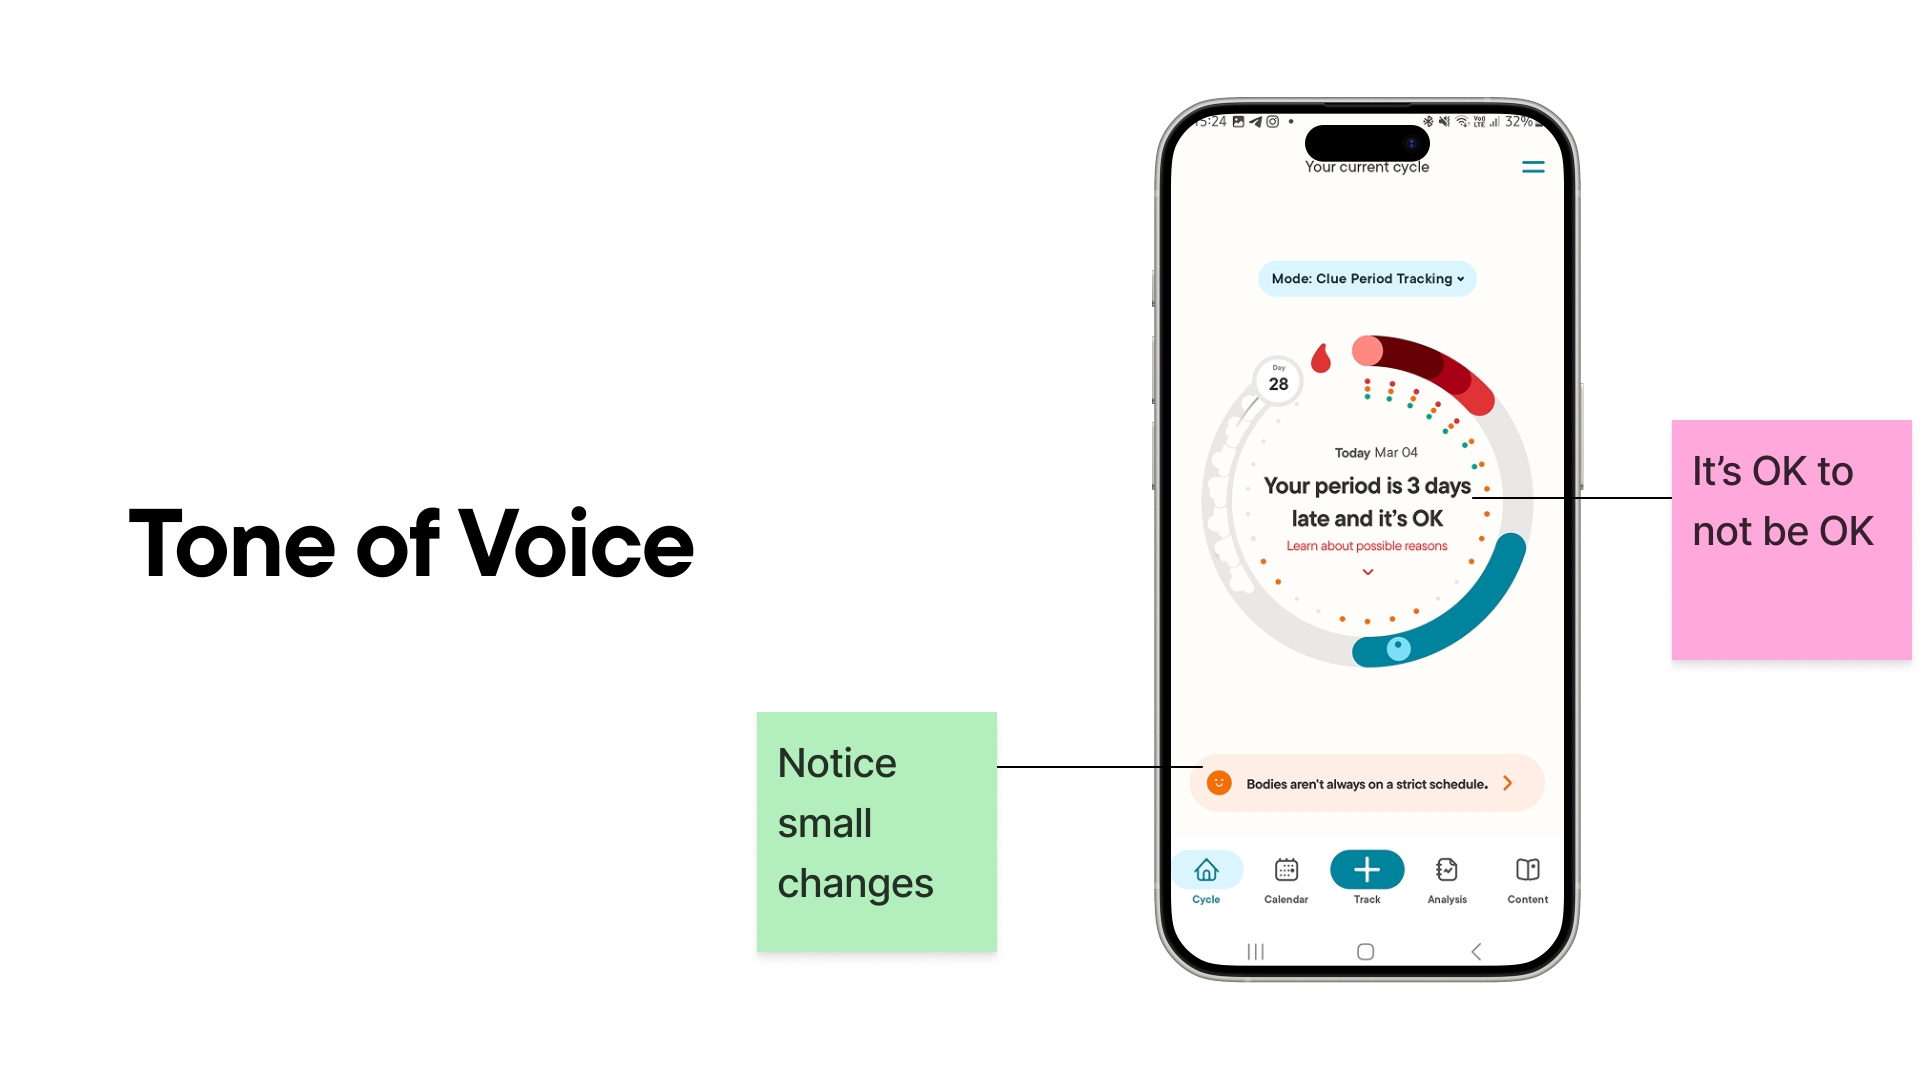 Tone of Voice
15:24
32%
Your current cycle
Mode: Clue Period Tracking
Day
28
Today Mar 04
Your period is 3 days
late and it’s OK
Learn about possible reasons
It’s OK to
not be OK
Notice
small
changes
Bodies aren't always on a strict schedule.
Cycle
Calendar
Track
Analysis
Content